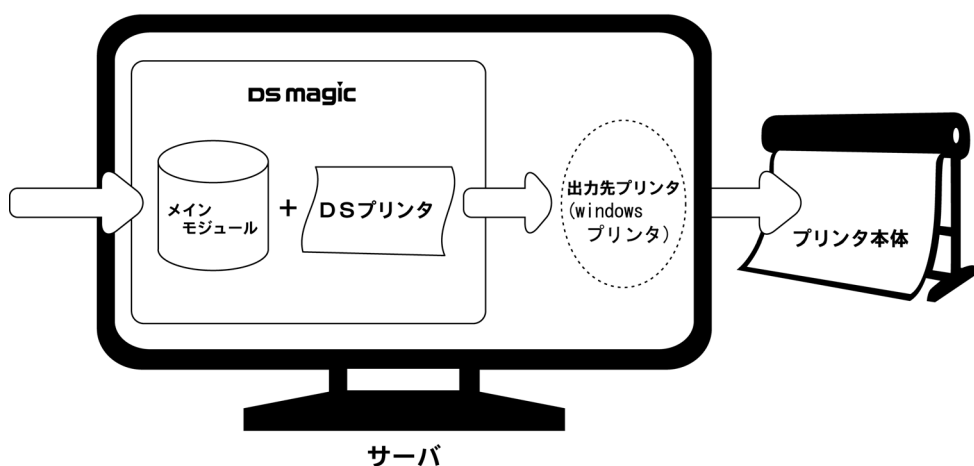 DS magic
メイン
モジュール
+
DSプリンタ
出力先プリンタ
(windows
プリンタ)
プリンタ本体
サーバ